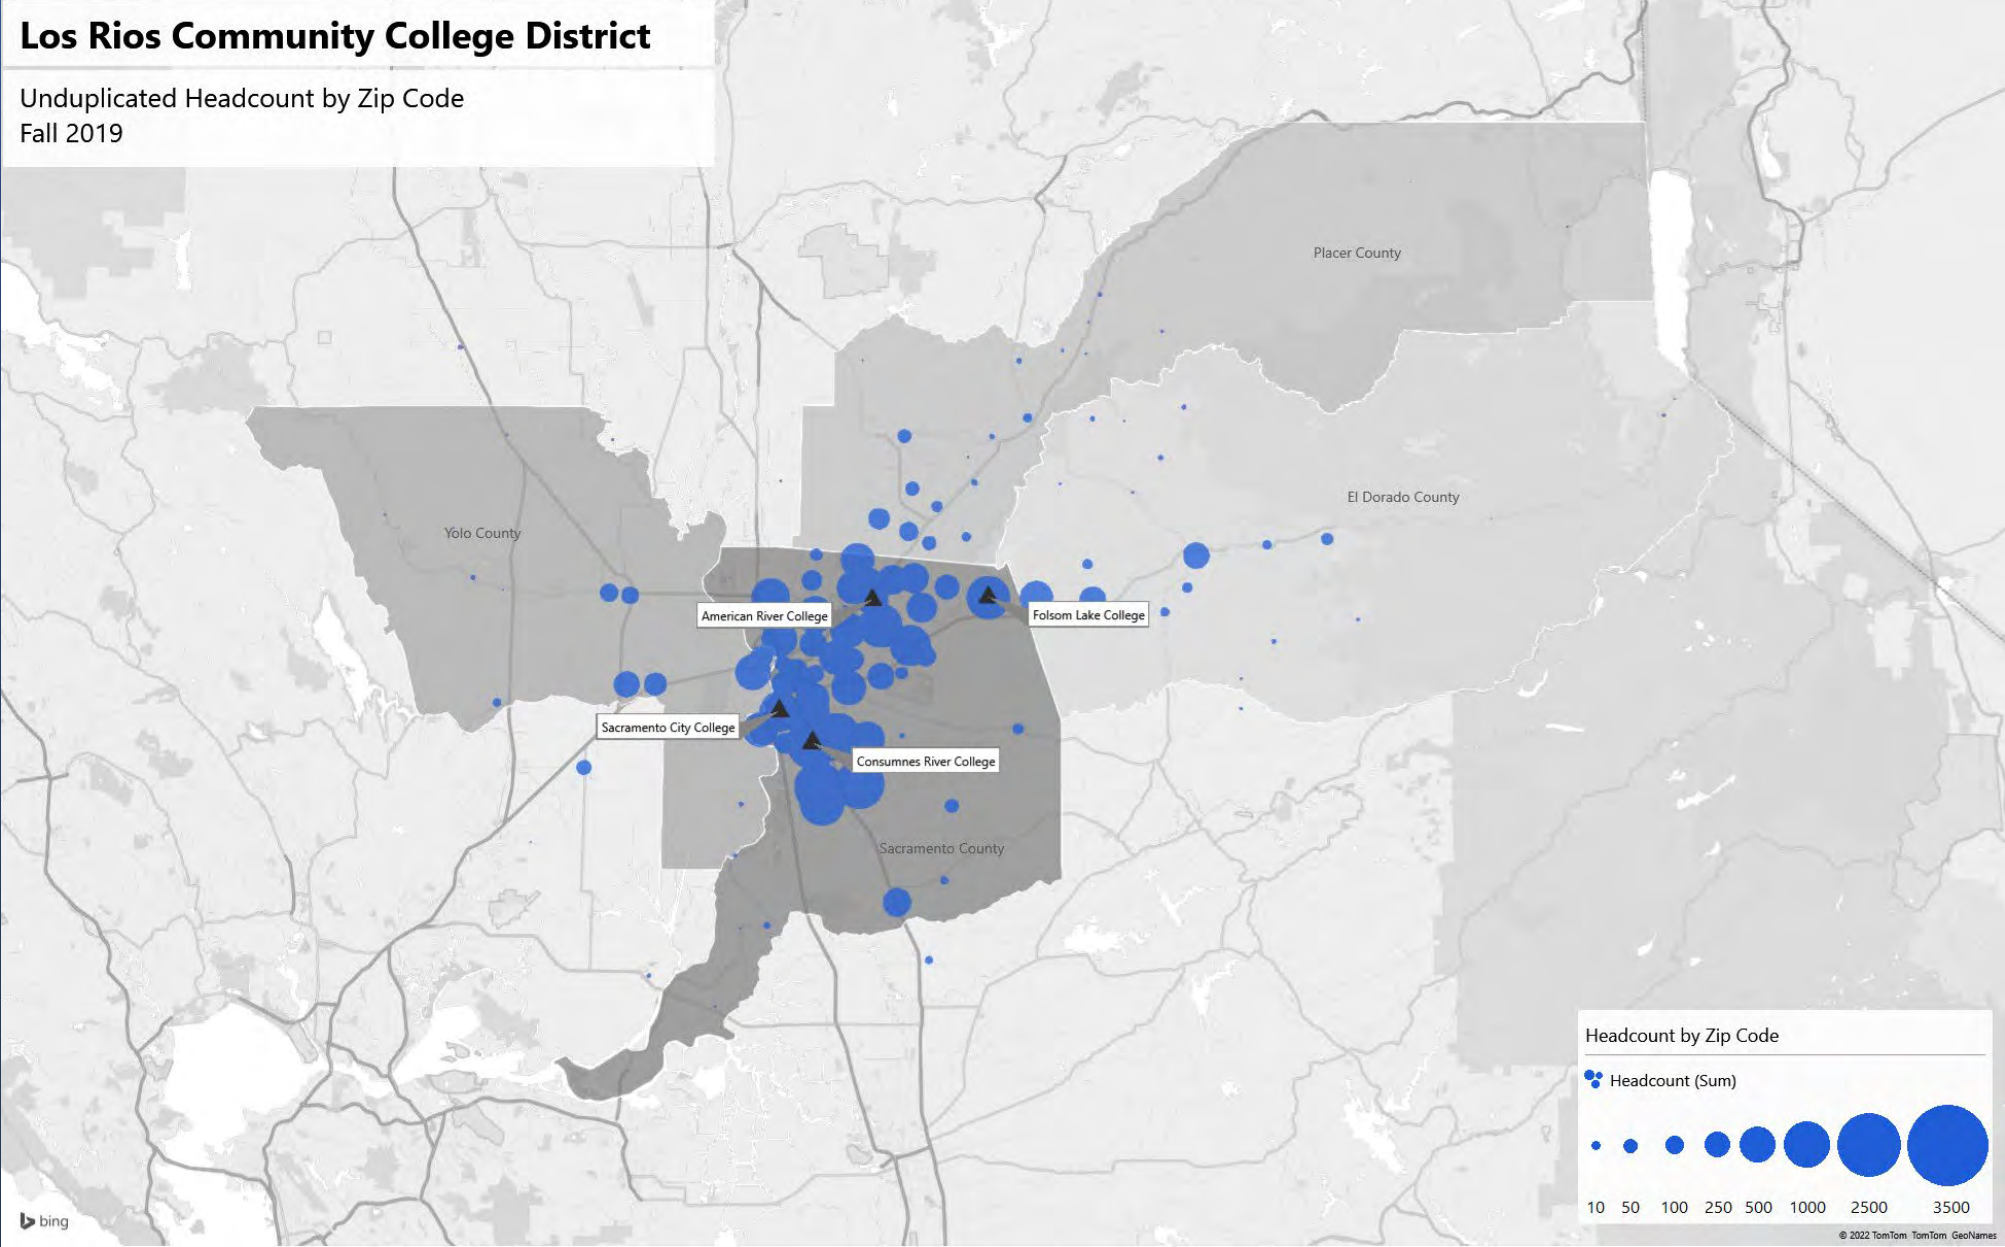 Los Rios Community College District
Unduplicated Headcount by Zip Code
Fall 2019
Placer County
El Dorado County
Yolo County
American River College
Folsom Lake College
Sacramento City College
Consumnes River College
Sacramento County
Headcount by Zip Code
Headcount (Sum)
10 50 100 250 500 1000 2500 3500
bing
© 2022 TomTom TomTom GeoNames